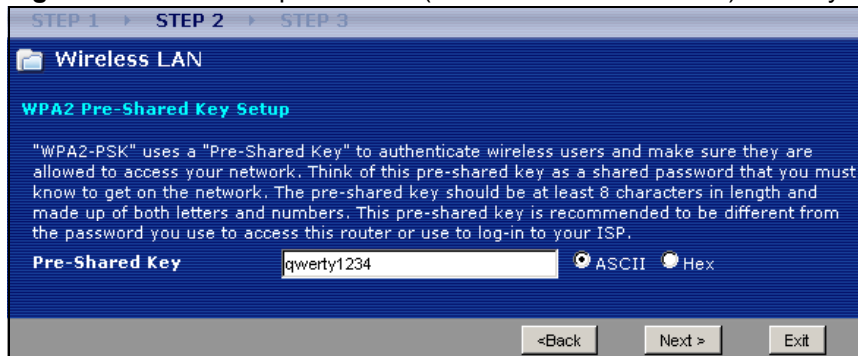 STEP 1 STEP 2 STEP 3
Wireless LAN
WPA2 Pre-Shared Key Setup
"WPA2-PSK" uses a "Pre-Shared Key" to authenticate wireless users and make sure they are
allowed to access your network. Think of this pre-shared key as a shared password that you must
know to get on the network. The pre-shared key should be at least 8 characters in length and
made up of both letters and numbers. This pre-shared key is recommended to be different from
the password you use to access this router or use to log-in to your ISP.
Pre-Shared Key qwerty1234 ASCII Hex
<Back Next > Exit